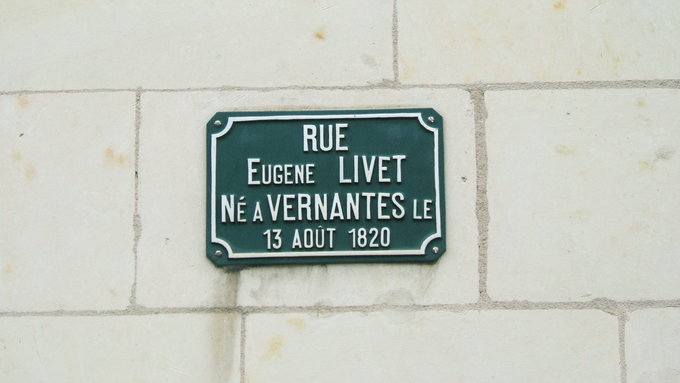 RUE
EUGENE LIVET
NÉ A VERNANTES LE
13 AOÛT 1820